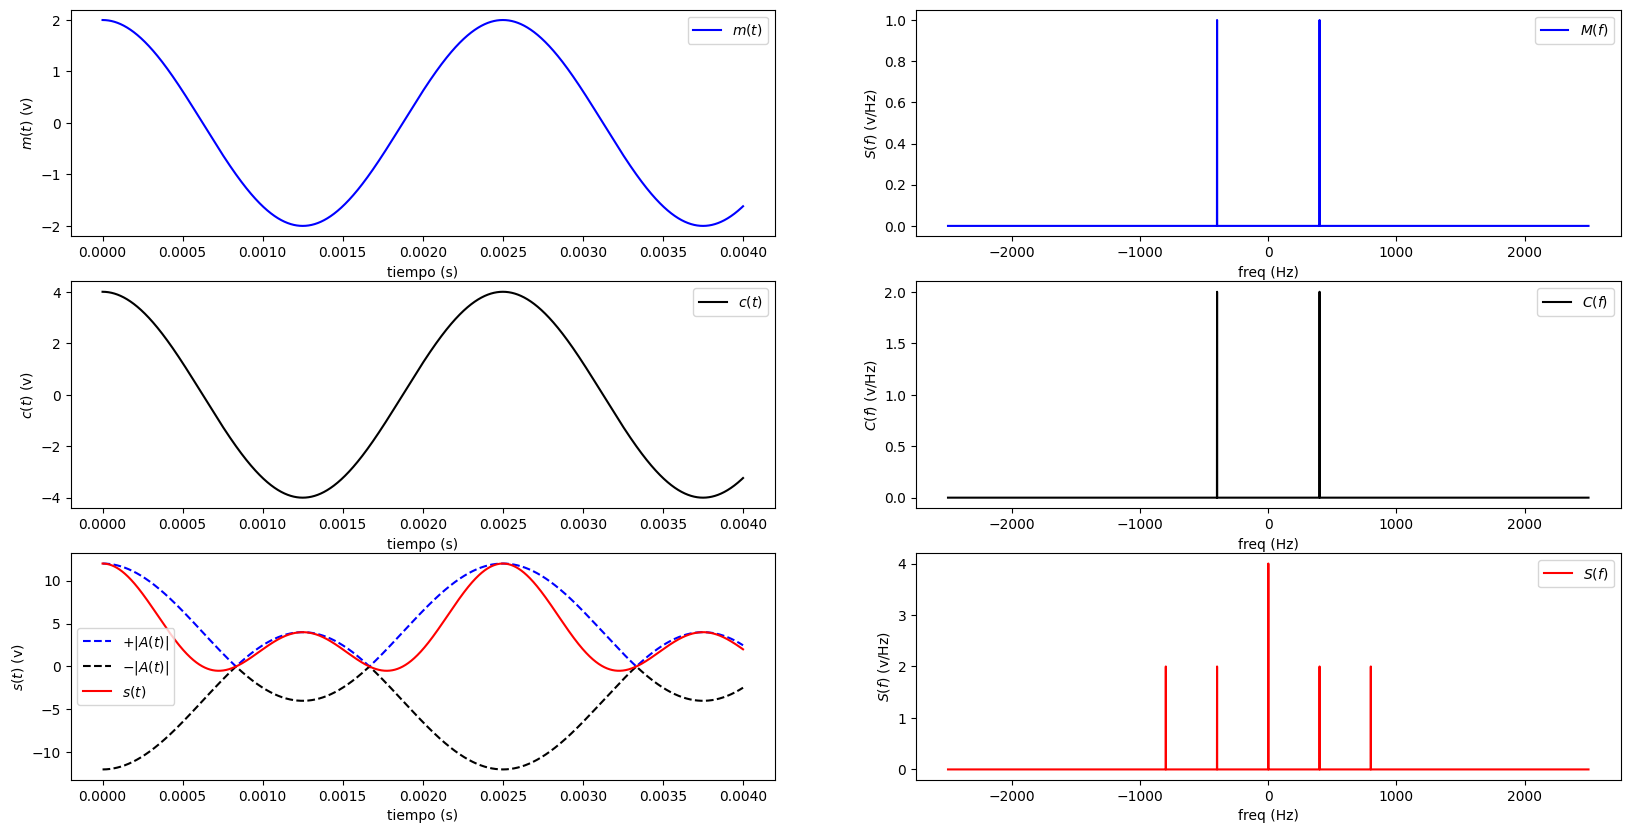 2
1
0
−1
−2
m(t) (v)
m(t)
0.0000 0.0005 0.0010 0.0015 0.0020 0.0025 0.0030 0.0035 0.0040
tiempo (s)
1.0
0.8
0.6
0.4
0.2
0.0
S(f) (v/Hz)
M(f)
−2000 −1000 0 1000 2000
freq (Hz)
4
2
0
−2
−4
c(t) (v)
c(t)
0.0000 0.0005 0.0010 0.0015 0.0020 0.0025 0.0030 0.0035 0.0040
tiempo (s)
2.0
1.5
1.0
0.5
0.0
C(f) (v/Hz)
C(f)
−2000 −1000 0 1000 2000
freq (Hz)
10
5
0
−5
−10
s(t) (v)
+|A(t)|
−|A(t)|
s(t)
0.0000 0.0005 0.0010 0.0015 0.0020 0.0025 0.0030 0.0035 0.0040
tiempo (s)
4
3
2
1
0
S(f) (v/Hz)
S(f)
−2000 −1000 0 1000 2000
freq (Hz)